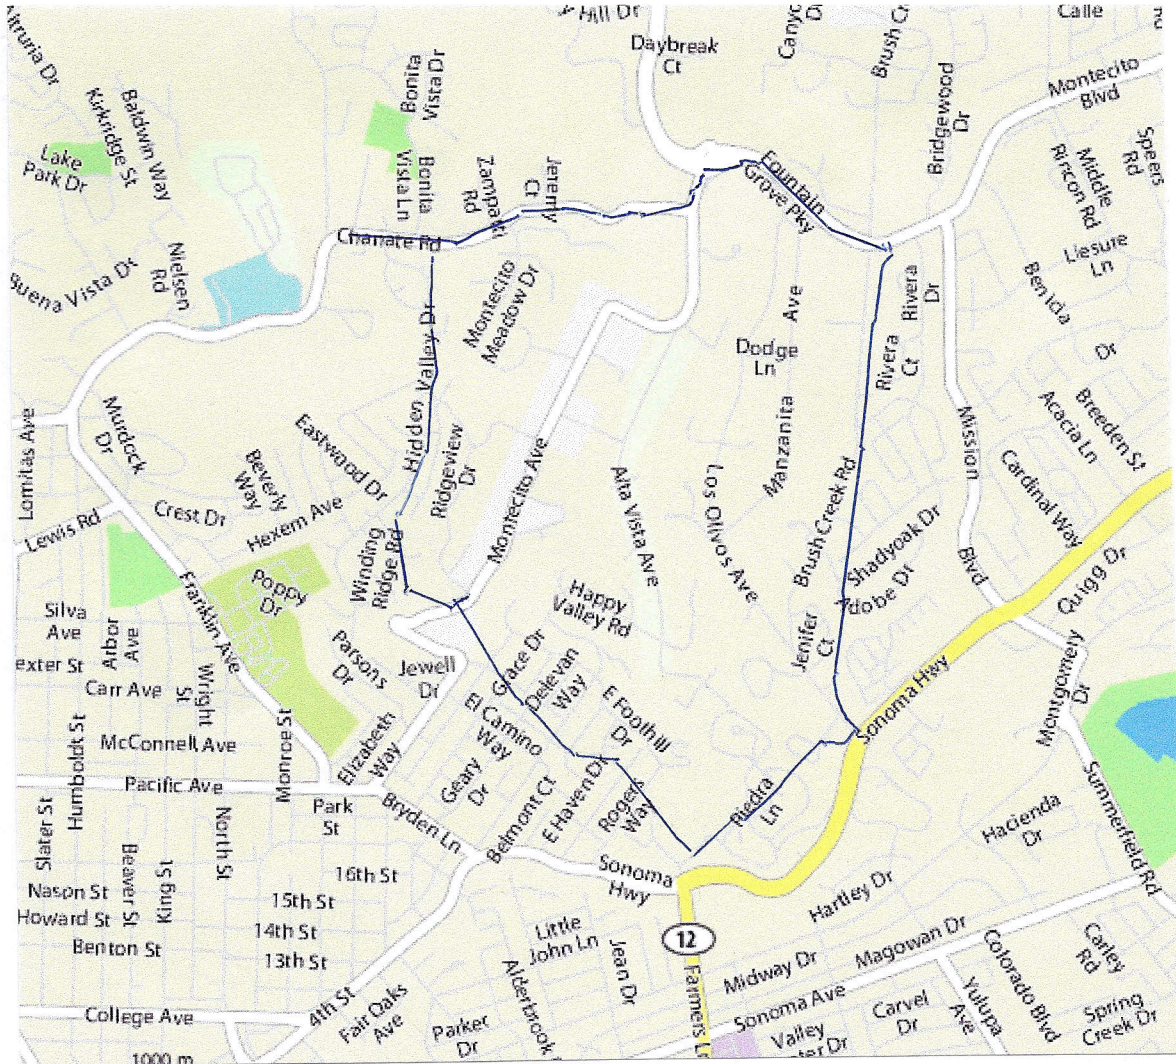 Hill Dr
Calle
Daybreak
Ct
Brush Cr
Montecito
Blvd
Bonita
Vista Dr
Bridgewood
Dr
Baldwin Way
Kirkridge St
Lake
Park Dr
Bonita
Vista Ln
Jeremy
Ct
Fountain
Grove Pky
Speers
Rd
Middle
Rincon Rd
Chanate Rd
Liesure
Ln
Nielsen
Rd
Buena Vista Dr
Montecito
Meadow Dr
Rivera
Dr
Benicia
Dr
Hidden Valley Dr
Dodge
Ln
Manzanita
Ave
Rivera
Ct
Lomitas Ave
Murdock
Dr
Eastwood Dr
Beverly
Way
Ridgeview
Dr
Mission
Blvd
Acacia Ln
Breeden St
Cardinal Way
Lewis Rd
Crest Dr
Hexem Ave
Montecito Ave
Alta Vista Ave
Los Olivos Ave
Brush Creek Rd
Shadyoak Dr
Adobe Dr
Quigg Dr
Franklin Ave
Poppy
Dr
Winding
Ridge Rd
Happy
Valley Rd
Silva
Ave
Arbor
Ave
exter St
Carr Ave
Wright
St
Parsons
Dr
Jewell
Dr
Grace Dr
Delevan
Way
Jenifer
Ct
Sonoma Hwy
Montgomery
Dr
McConnell Ave
Humboldt St
Monroe St
Elizabeth
Way
El Camino
Way
E Foothill
Dr
Pacific Ave
Park
St
Geary
Dr
Bryden Ln
Belmont Ct
E Haven Dr
Rogers
Way
Piedra
Ln
Summerfield Rd
Hacienda
Dr
Slater St
North St
Beaver St
King St
16th St
Sonoma
Hwy
Nason St
15th St
Hartley Dr
Howard St
14th St
Benton St
13th St
Little
John Ln
Jean Dr
12
Farmers Ln
Midway Dr
Magowan Dr
Colorado Blvd
Carley
Rd
College Ave
4th St
Fair Oaks
Ave
Parker
Dr
Alderbrook
Sonoma Ave
Valley
Carvel
Dr
Yulupa
Ave
Spring
Creek Dr
1000 m